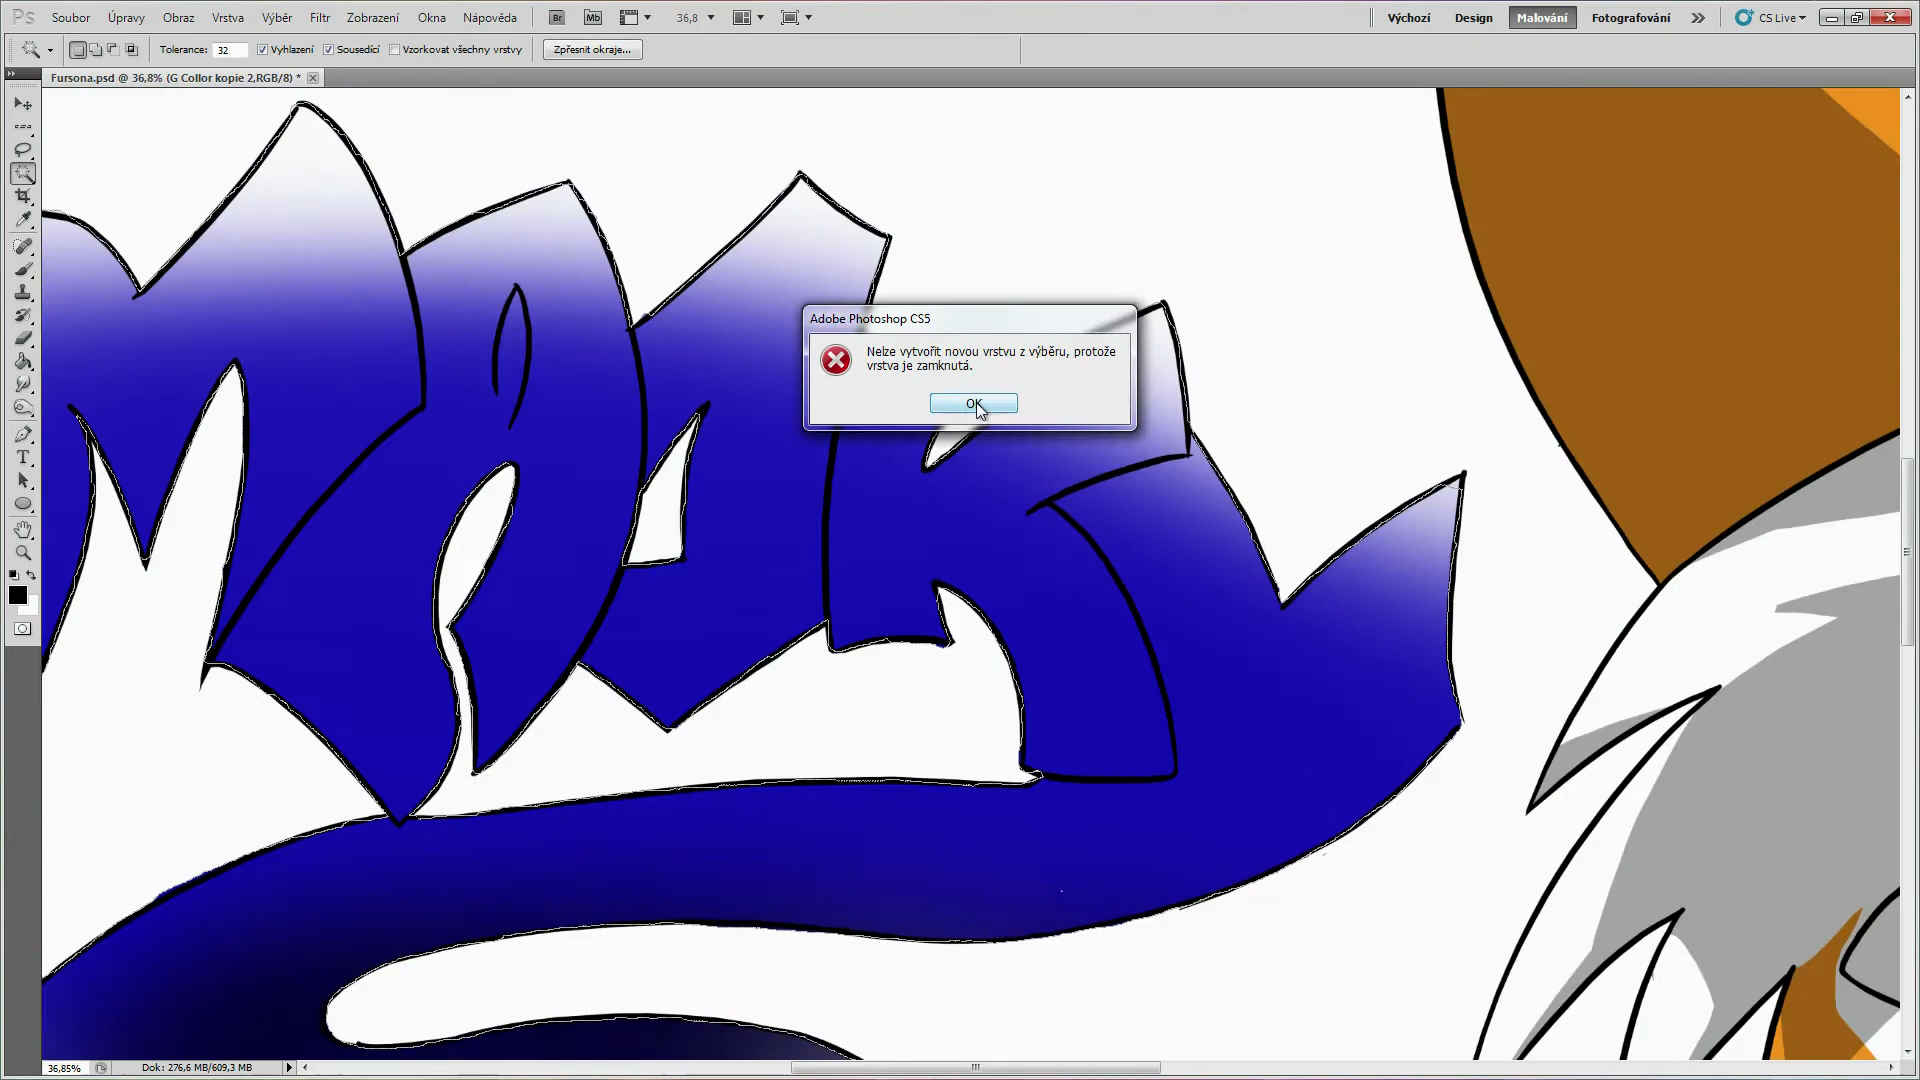 Ps Soubor Úpravy Obraz Vrstva Výběr Filtr Zobrazení Okna Nápověda Br Mb 36,8 Výchozí Design Malování Fotografování CS Live
Tolerance: 32 Vyhlazení Sousedící Vzorkovat všechny vrstvy Zpřesnit okraje...
Fursona.psd @ 36,8% (G Collor kopie 2,RGB/8) *
Adobe Photoshop CS5
Nelze vytvořit novou vrstvu z výběru, protože
vrstva je zamknutá.
OK
36,85% Dok: 276,6 MB/609,3 MB